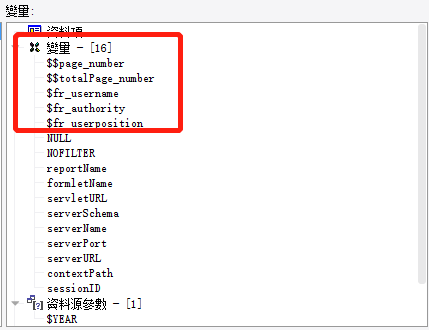 變量:
資料項
變量 - [16]
$$page_number
$$totalPage_number
$fr_username
$fr_authority
$fr_userposition
NULL
NOFILTER
reportName
formletName
servletURL
serverSchema
serverName
serverPort
serverURL
contextPath
sessionID
資料源參數 - [1]
$YEAR